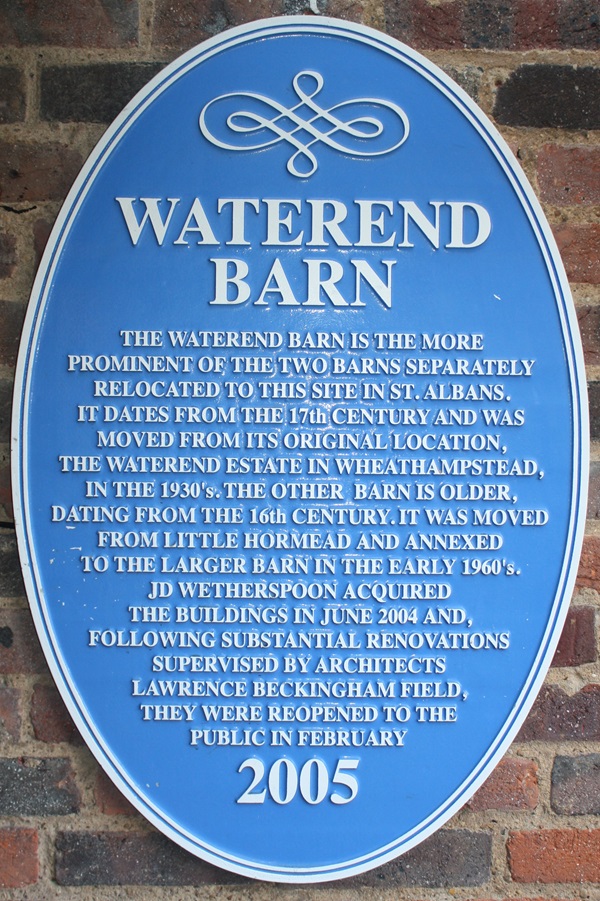 WATEREND
BARN
THE WATEREND BARN IS THE MORE
PROMINENT OF THE TWO BARNS SEPARATELY
RELOCATED TO THIS SITE IN ST. ALBANS.
IT DATES FROM THE 17th CENTURY AND WAS
MOVED FROM ITS ORIGINAL LOCATION,
THE WATEREND ESTATE IN WHEATHAMPSTEAD,
IN THE 1930's. THE OTHER BARN IS OLDER,
DATING FROM THE 16th CENTURY. IT WAS MOVED
FROM LITTLE HORMEAD AND ANNEXED
TO THE LARGER BARN IN THE EARLY 1960's.
JD WETHERSPOON ACQUIRED
THE BUILDINGS IN JUNE 2004 AND,
FOLLOWING SUBSTANTIAL RENOVATIONS
SUPERVISED BY ARCHITECTS
LAWRENCE BECKINGHAM FIELD,
THEY WERE REOPENED TO THE
PUBLIC IN FEBRUARY
2005